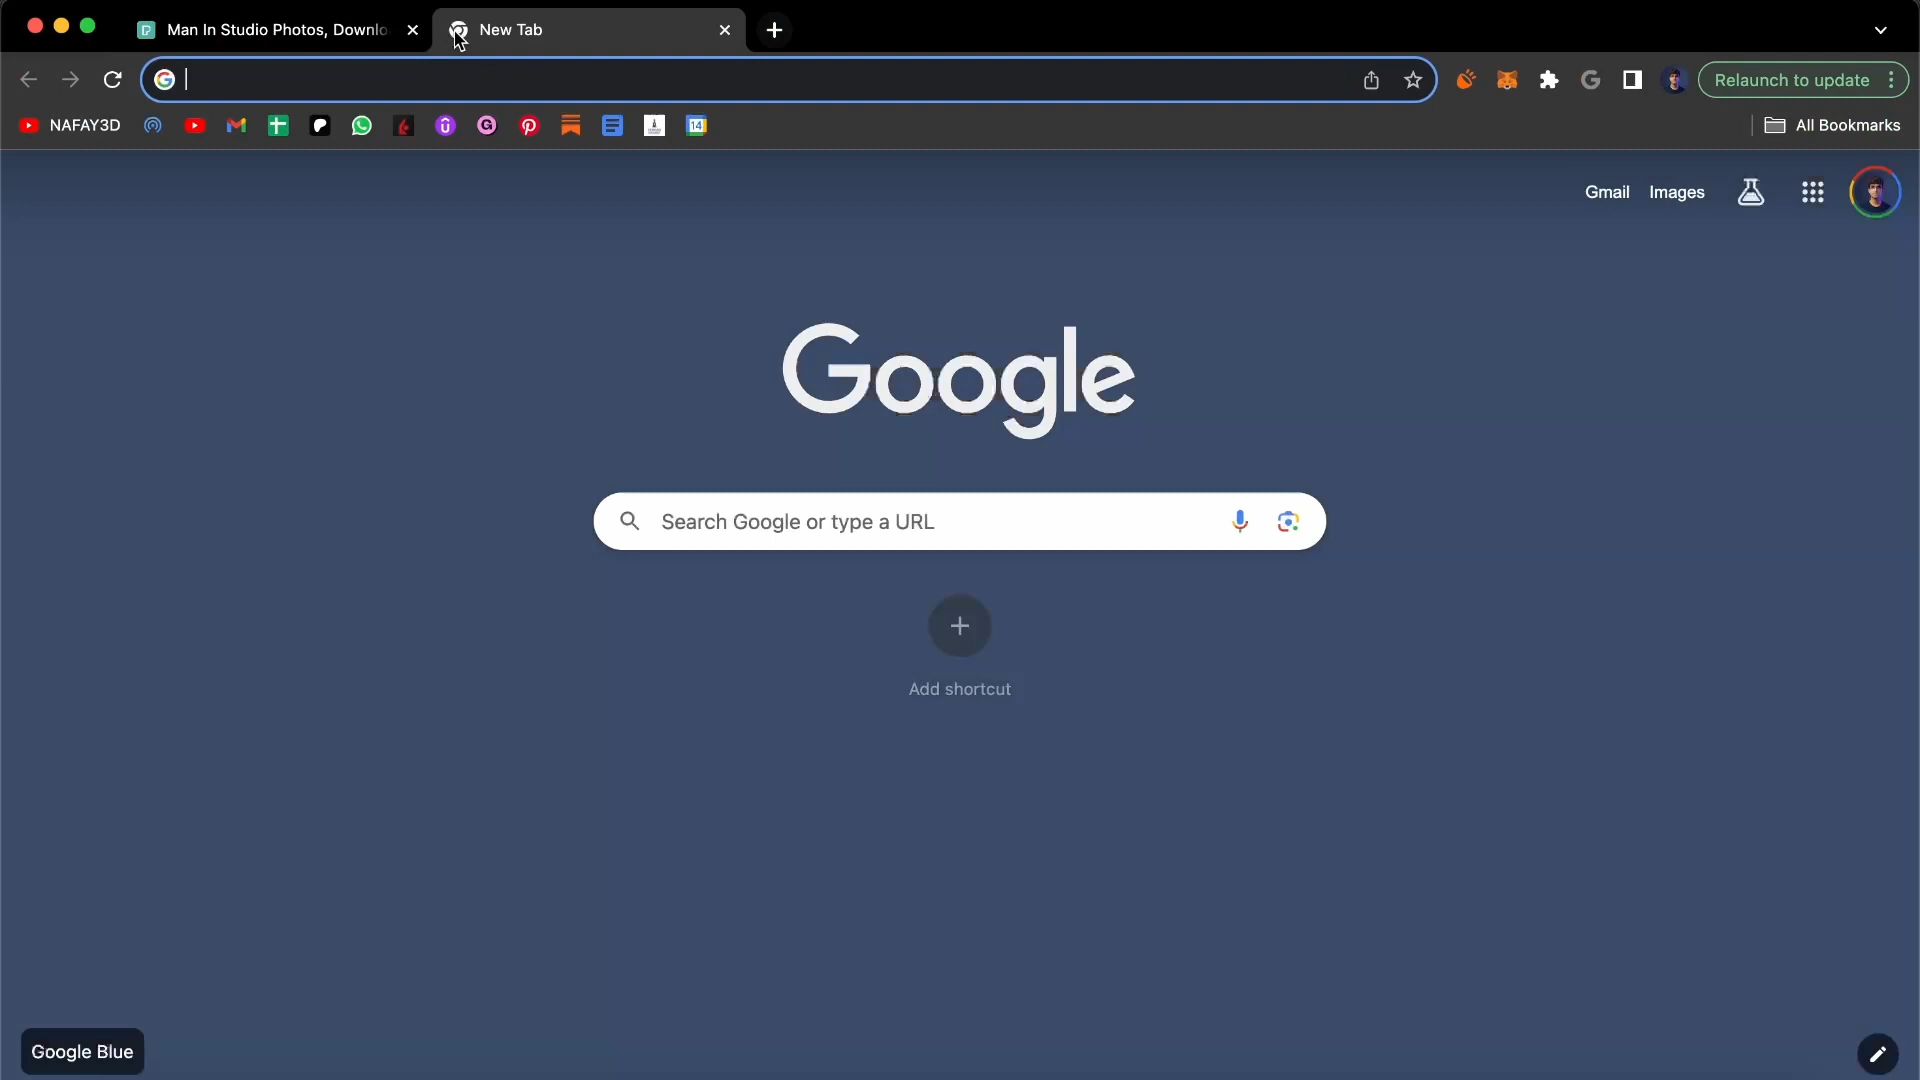 Man In Studio Photos, Downlo
New Tab
Relaunch to update
NAFAY3D
14
All Bookmarks
Gmail Images
Google
Search Google or type a URL
Add shortcut
Google Blue